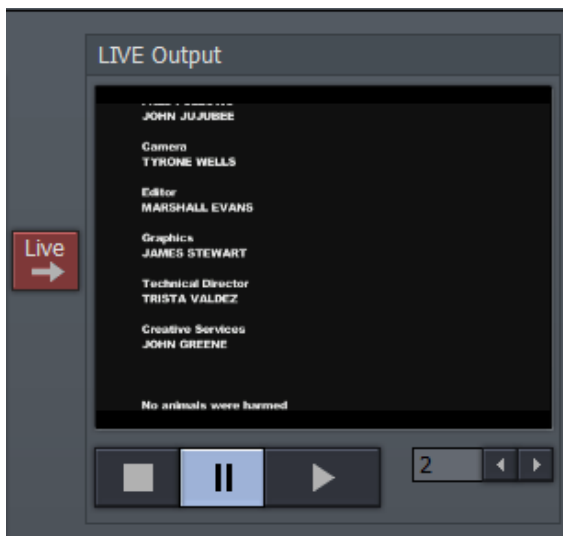 LIVE Output
JOHN JUJUBEE
Camera
TYRONE WELLS
Editor
MARSHALL EVANS
Graphics
JAMES STEWART
Technical Director
TRISTA VALDEZ
Creative Services
JOHN GREENE
No animals were harmed
Live
2